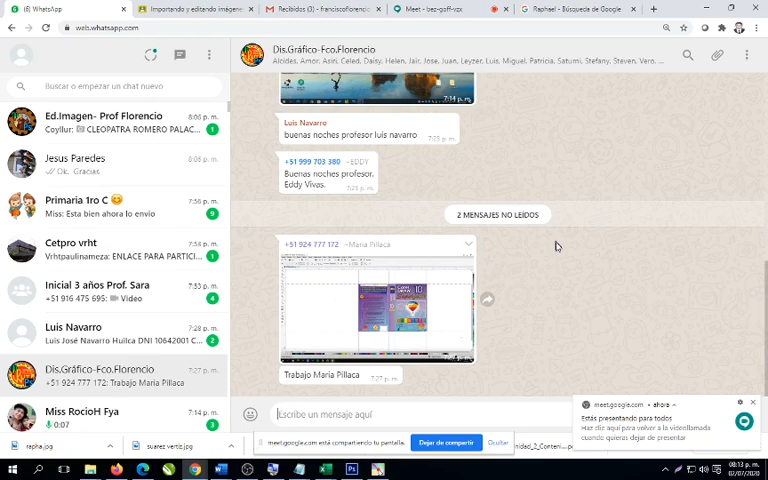 (8) WhatsApp
Importando y editando imágene
Recibidos (3) - franciscoflorencio
Meet - bez-goff-vzx
Raphael - Búsqueda de Google
web.whatsapp.com
Buscar o empezar un chat nuevo
Ed.Imagen- Prof Florencio
8:08 p. m.
Coyllur: CLEOPATRA ROMERO PALAC...
1
Jesus Paredes
8:06 p. m.
Ok. Gracias
Primaria 1ro C
7:56 p. m.
Miss: Esta bien ahora lo envio
9
Cetpro vrht
7:53 p. m.
Vrhtpaulinameza: ENLACE PARA PARTICI...
1
Inicial 3 años Prof. Sara
7:53 p. m.
+51 916 475 695: Video
4
Luis Navarro
7:28 p. m.
Luis José Navarro Huilca DNI 10642001 C...
2
Dis.Gráfico-Fco.Florencio
7:27 p. m.
+51 924 777 172: Trabajo Maria Pillaca
Miss RocioH Fya
7:14 p. m.
0:07
3
Dis.Gráfico-Fco.Florencio
Alcides, Amor, Asiri, Celed, Daisy, Helen, Jair, Jose, Juan, Leyzer, Luis, Miguel, Patricia, Satumi, Stefany, Steven, Vero, ...
7:14 p. m.
Luis Navarro
buenas noches profesor luis navarro
7:23 p. m.
+51 999 703 380 ~EDDY
Buenas noches profesor.
Eddy Vivas.
7:23 p. m.
2 MENSAJES NO LEÍDOS
+51 924 777 172 ~Maria Pillaca
Trabajo Maria Pillaca
7:27 p. m.
Escribe un mensaje aquí
meet.google.com • ahora
Estás presentando para todos
Haz clic aquí para volver a la videollamada
cuando quieras dejar de presentar
rapha.jpg
suarez vertiz.jpg
meet.google.com está compartiendo tu pantalla.
Dejar de compartir
Ocultar
08:13 p. m.
02/07/2020